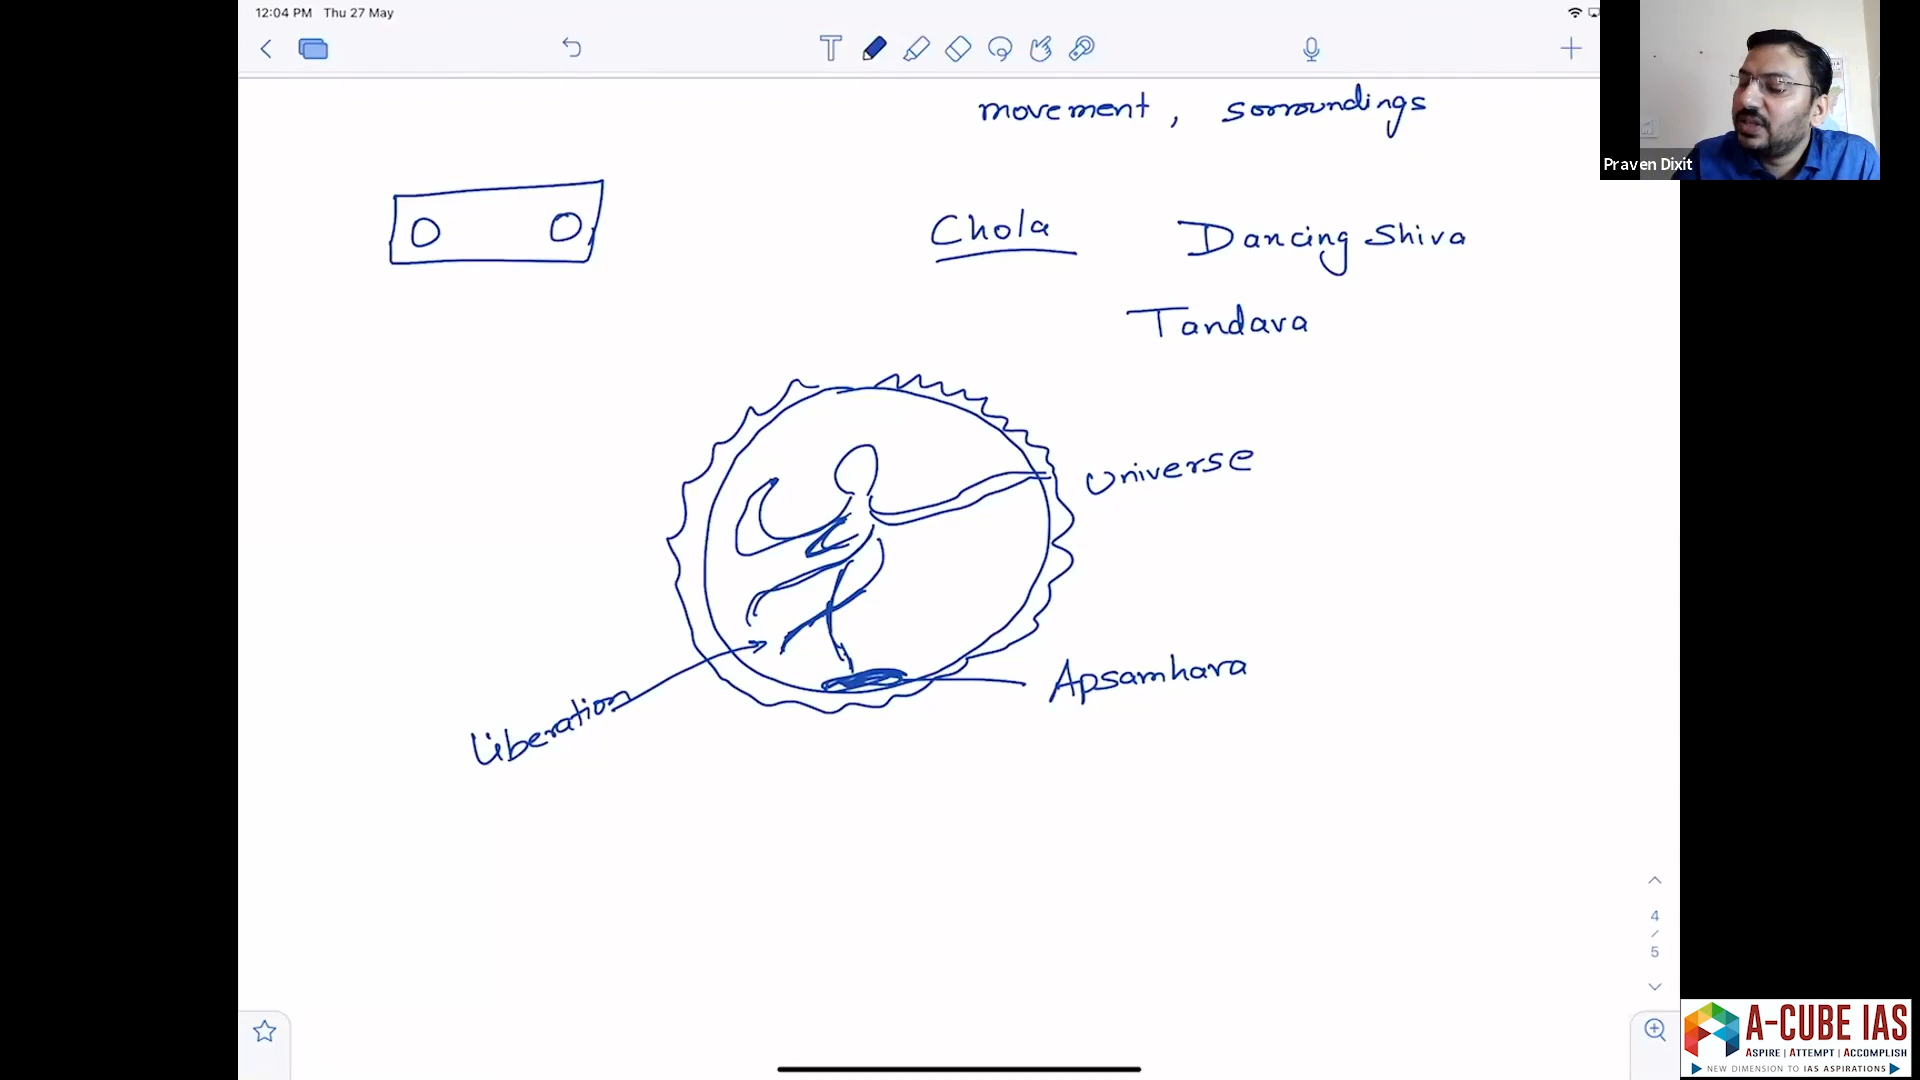 12:04 PM Thu 27 May
T
movement, sorroundings
Praven Dixit
Chola Dancing Shiva
Tandava
universe
Apsamhara
Liberation
4
/
5
A-CUBE IAS
ASPIRE | ATTEMPT | ACCOMPLISH
NEW DIMENSION TO IAS ASPIRATIONS